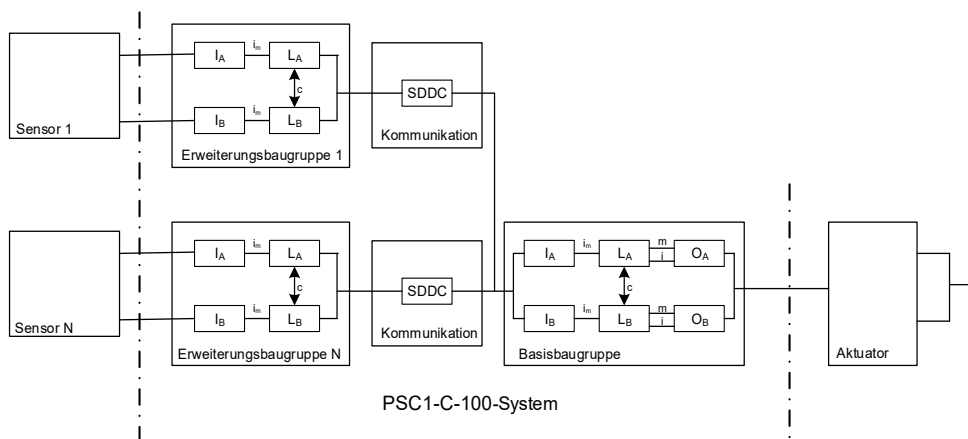 I_A i_m L_A
c
I_B i_m L_B
Sensor 1
Erweiterungsbaugruppe 1
SDDC
Kommunikation
I_A i_m L_A
c
I_B i_m L_B
Sensor N
Erweiterungsbaugruppe N
SDDC
Kommunikation
I_A i_m L_A m i O_A
c
I_B i_m L_B m i O_B
Basisbaugruppe
Aktuator
PSC1-C-100-System